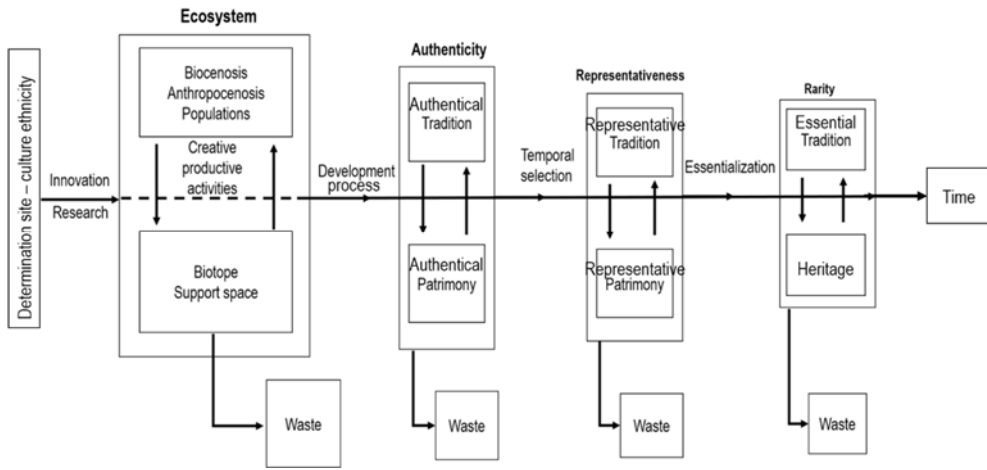 Determination site – culture ethnicity
Innovation
Research
Ecosystem
Biocenosis
Anthropocenosis
Populations
Creative
productive
activities
Biotope
Support space
Waste
Development
process
Authenticity
Authentical
Tradition
Authentical
Patrimony
Waste
Temporal
selection
Representativeness
Representative
Tradition
Representative
Patrimony
Waste
Essentialization
Rarity
Essential
Tradition
Heritage
Waste
Time